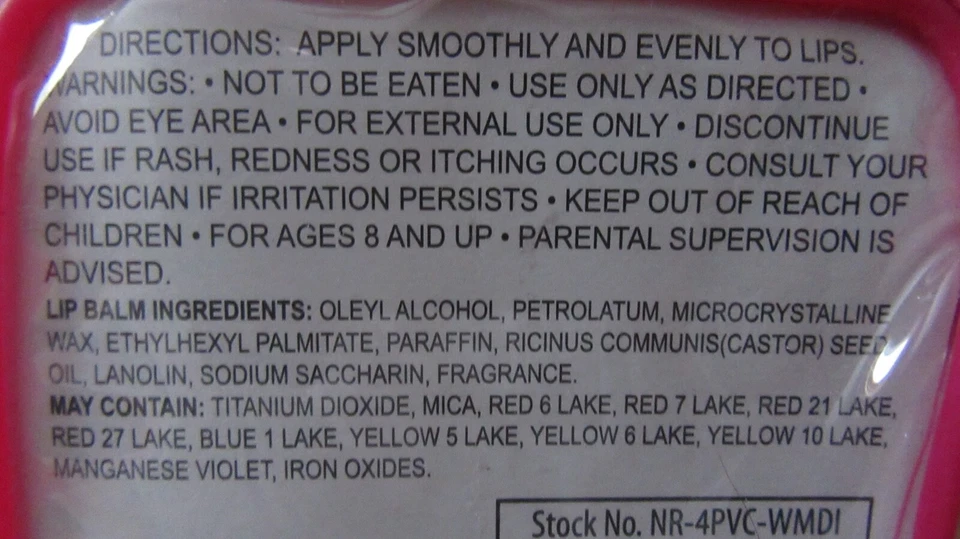 DIRECTIONS: APPLY SMOOTHLY AND EVENLY TO LIPS.
WARNINGS: • NOT TO BE EATEN • USE ONLY AS DIRECTED •
AVOID EYE AREA • FOR EXTERNAL USE ONLY • DISCONTINUE
USE IF RASH, REDNESS OR ITCHING OCCURS • CONSULT YOUR
PHYSICIAN IF IRRITATION PERSISTS • KEEP OUT OF REACH OF
CHILDREN • FOR AGES 8 AND UP • PARENTAL SUPERVISION IS
ADVISED.
LIP BALM INGREDIENTS: OLEYL ALCOHOL, PETROLATUM, MICROCRYSTALLINE
WAX, ETHYLHEXYL PALMITATE, PARAFFIN, RICINUS COMMUNIS(CASTOR) SEED
OIL, LANOLIN, SODIUM SACCHARIN, FRAGRANCE.
MAY CONTAIN: TITANIUM DIOXIDE, MICA, RED 6 LAKE, RED 7 LAKE, RED 21 LAKE,
RED 27 LAKE, BLUE 1 LAKE, YELLOW 5 LAKE, YELLOW 6 LAKE, YELLOW 10 LAKE,
MANGANESE VIOLET, IRON OXIDES.
Stock No. NR-4PVC-WMDI